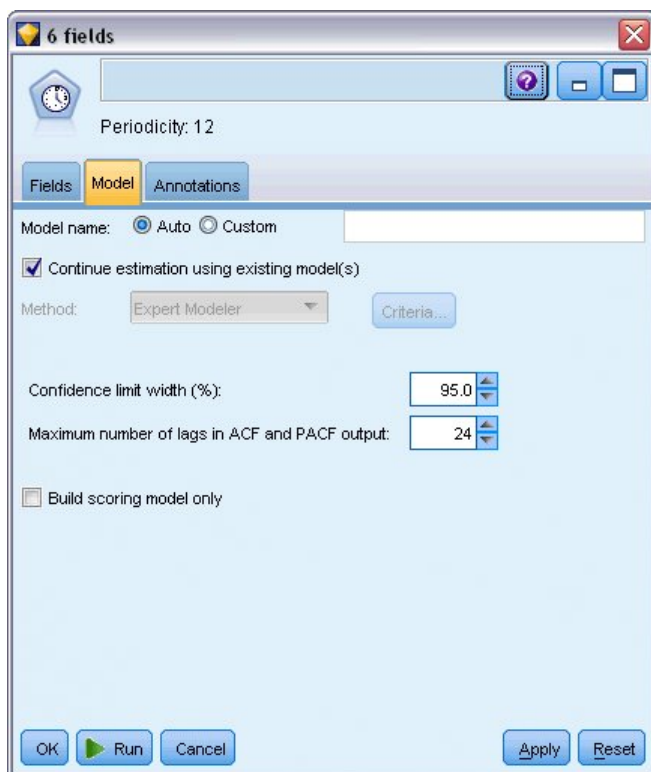 6 fields
Periodicity: 12
Fields Model Annotations
Model name: Auto Custom
Continue estimation using existing model(s)
Method: Expert Modeler Criteria...
Confidence limit width (%): 95.0
Maximum number of lags in ACF and PACF output: 24
Build scoring model only
OK Run Cancel Apply Reset